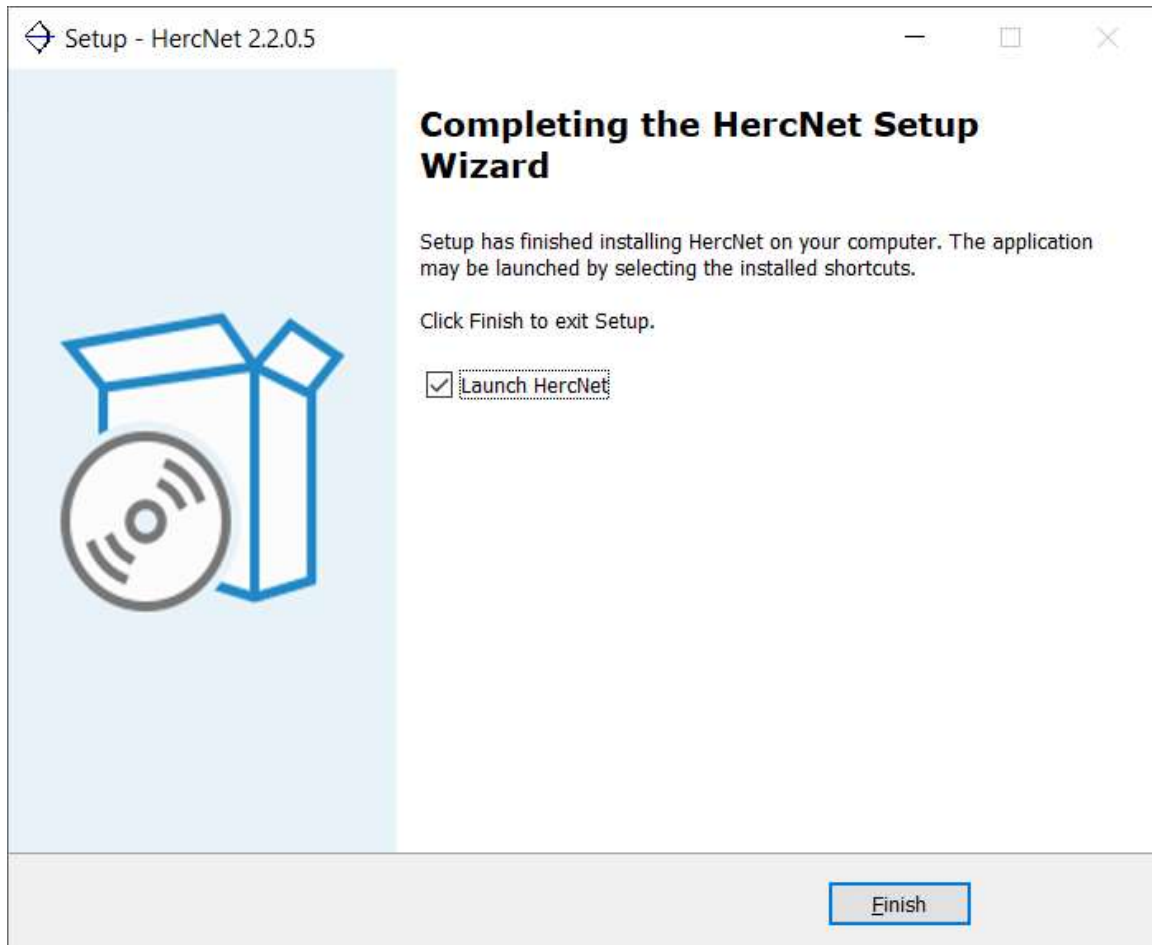 Setup - HercNet 2.2.0.5
Completing the HercNet Setup
Wizard
Setup has finished installing HercNet on your computer. The application
may be launched by selecting the installed shortcuts.
Click Finish to exit Setup.
Launch HercNet
Finish